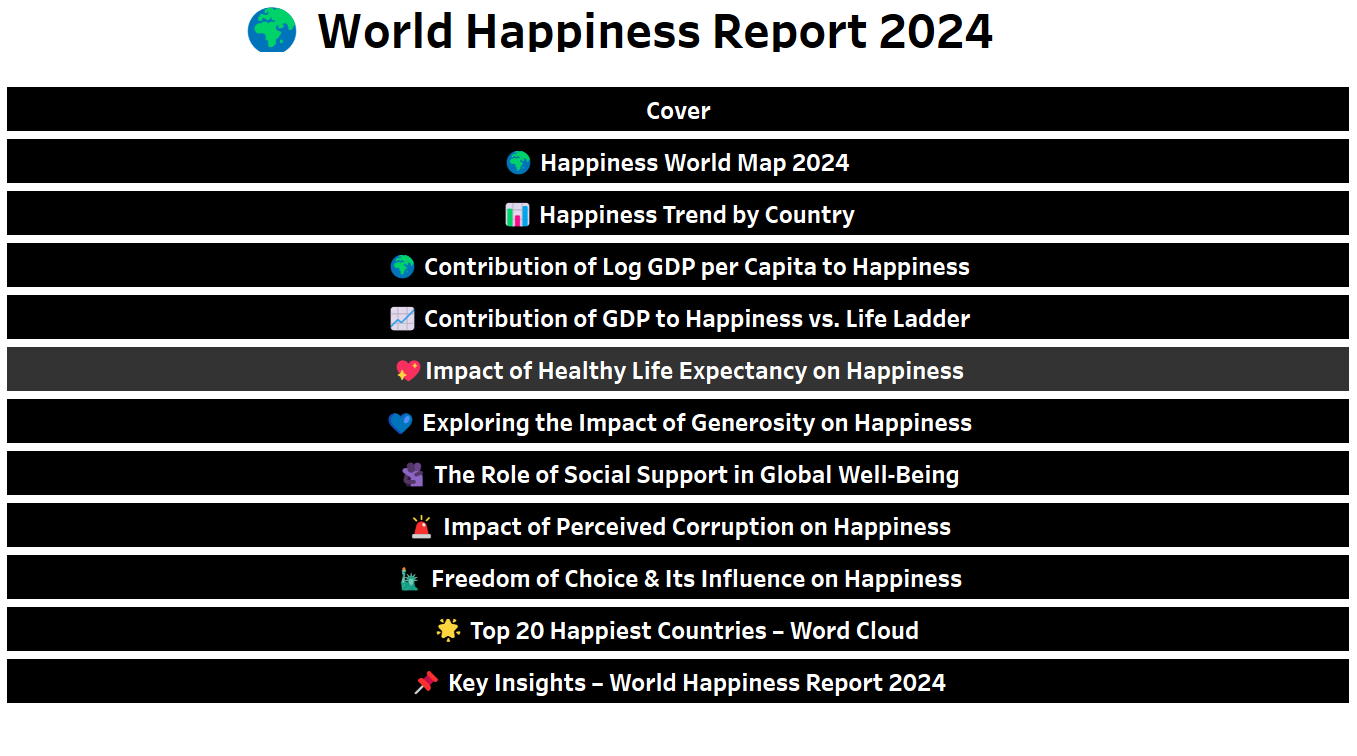 World Happiness Report 2024
Cover
Happiness World Map 2024
Happiness Trend by Country
Contribution of Log GDP per Capita to Happiness
Contribution of GDP to Happiness vs. Life Ladder
Impact of Healthy Life Expectancy on Happiness
Exploring the Impact of Generosity on Happiness
The Role of Social Support in Global Well-Being
Impact of Perceived Corruption on Happiness
Freedom of Choice & Its Influence on Happiness
Top 20 Happiest Countries – Word Cloud
Key Insights – World Happiness Report 2024